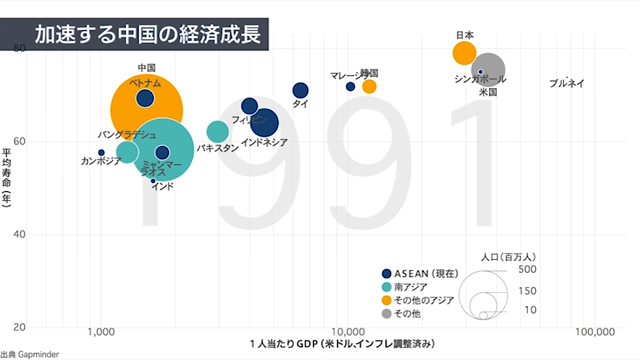 加速する中国の経済成長
1991
80
60
40
20
平均寿命(年)
日本
シンガポール
米国
ブルネイ
マレーシア
韓国
タイ
中国
ベトナム
フィリピン
インドネシア
パキスタン
バングラデシュ
カンボジア
ミャンマー
ラオス
インド
人口(百万人)
500
150
10
ASEAN(現在)
南アジア
その他のアジア
その他
1,000
10,000
100,000
1人当たりGDP(米ドル、インフレ調整済み)
出典 Gapminder